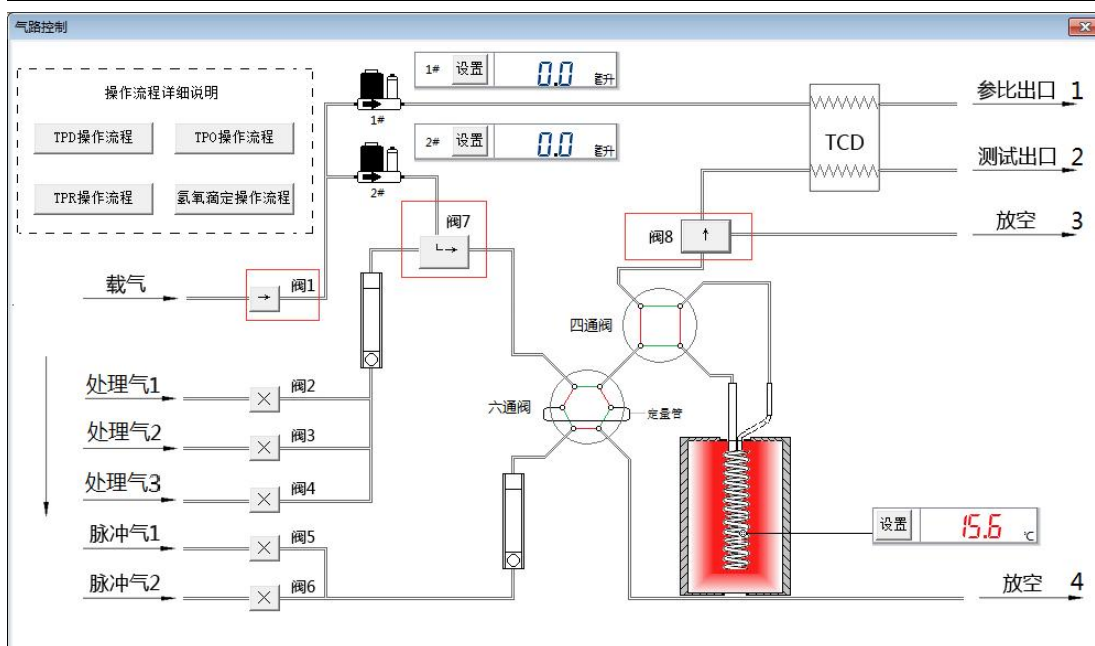 气路控制
操作流程详细说明
TPD操作流程
TPO操作流程
TPR操作流程
氢氧滴定操作流程
1#
设置
0.0
毫升
1#
2#
设置
0.0
毫升
2#
参比出口 1
TCD
测试出口 2
阀7
阀8
放空 3
载气
阀1
四通阀
处理气1
阀2
六通阀
定量管
处理气2
阀3
处理气3
阀4
脉冲气1
阀5
设置
15.6
℃
脉冲气2
阀6
放空 4